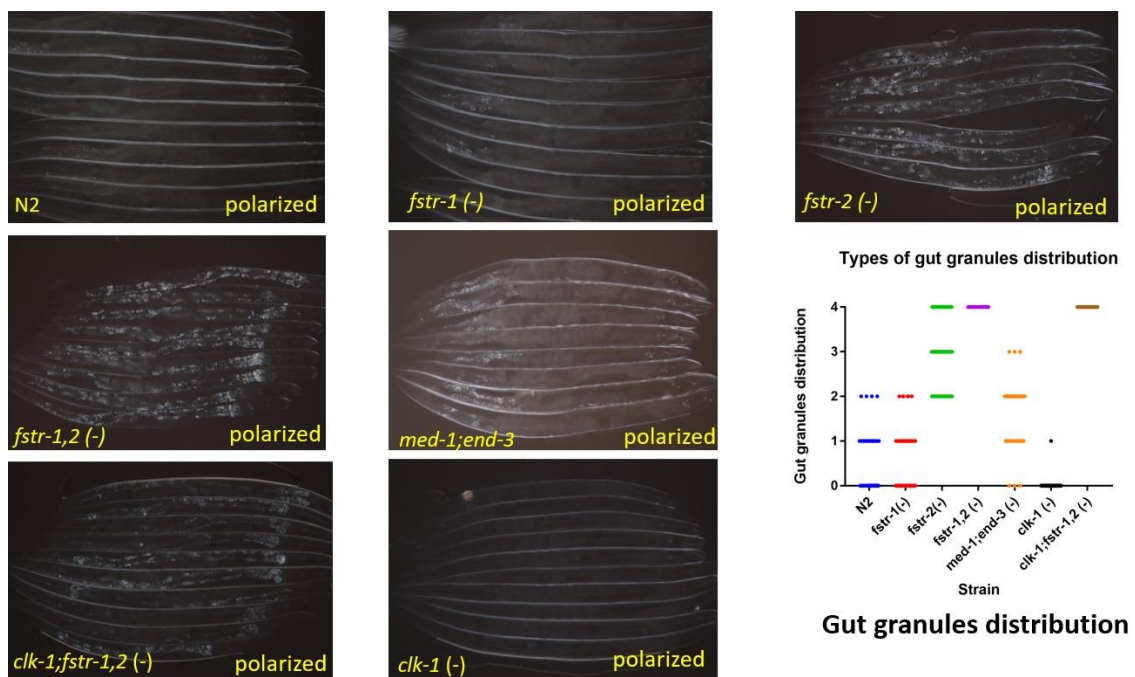 N2
polarized
fstr-1 (-)
polarized
fstr-2 (-)
polarized
fstr-1,2 (-)
polarized
med-1;end-3
polarized
Types of gut granules distribution
Gut granules distribution
4
3
2
1
0
N2
fstr-1(-)
fstr-2(-)
fstr-1,2 (-)
med-1;end-3 (-)
clk-1 (-)
clk-1;fstr-1,2 (-)
Strain
Gut granules distribution
clk-1;fstr-1,2 (-)
polarized
clk-1 (-)
polarized